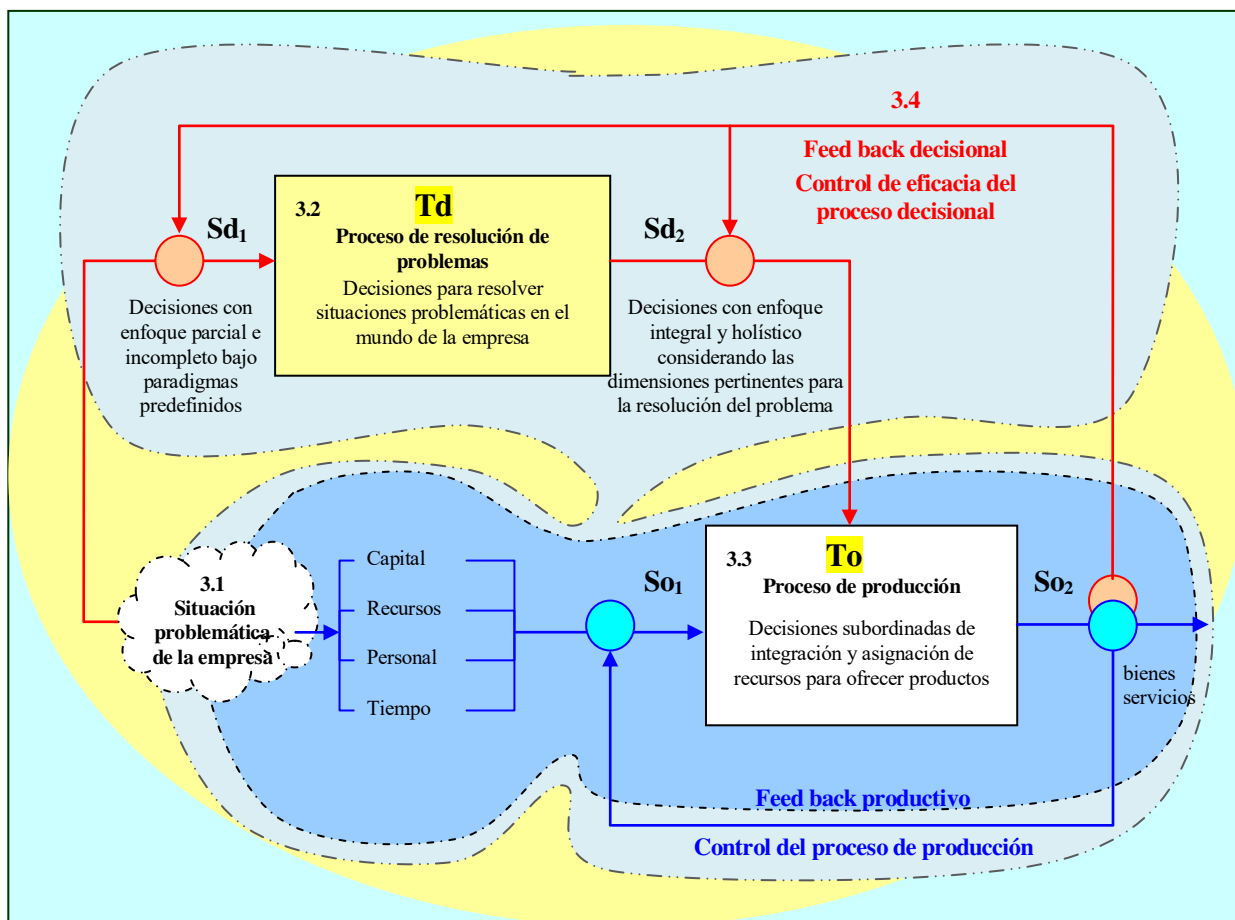 3.4
Feed back decisional
Control de eficacia del
proceso decisional
Sd1
3.2
Td
Proceso de resolución de
problemas
Decisiones para resolver
situaciones problemáticas en el
mundo de la empresa
Sd2
Decisiones con
enfoque parcial e
incompleto bajo
paradigmas
predefinidos
Decisiones con enfoque
integral y holístico
considerando las
dimensiones pertinentes para
la resolución del problema
3.1
Situación
problemática
de la empresa
Capital
Recursos
Personal
Tiempo
So1
3.3
To
Proceso de producción
Decisiones subordinadas de
integración y asignación de
recursos para ofrecer productos
So2
bienes
servicios
Feed back productivo
Control del proceso de producción